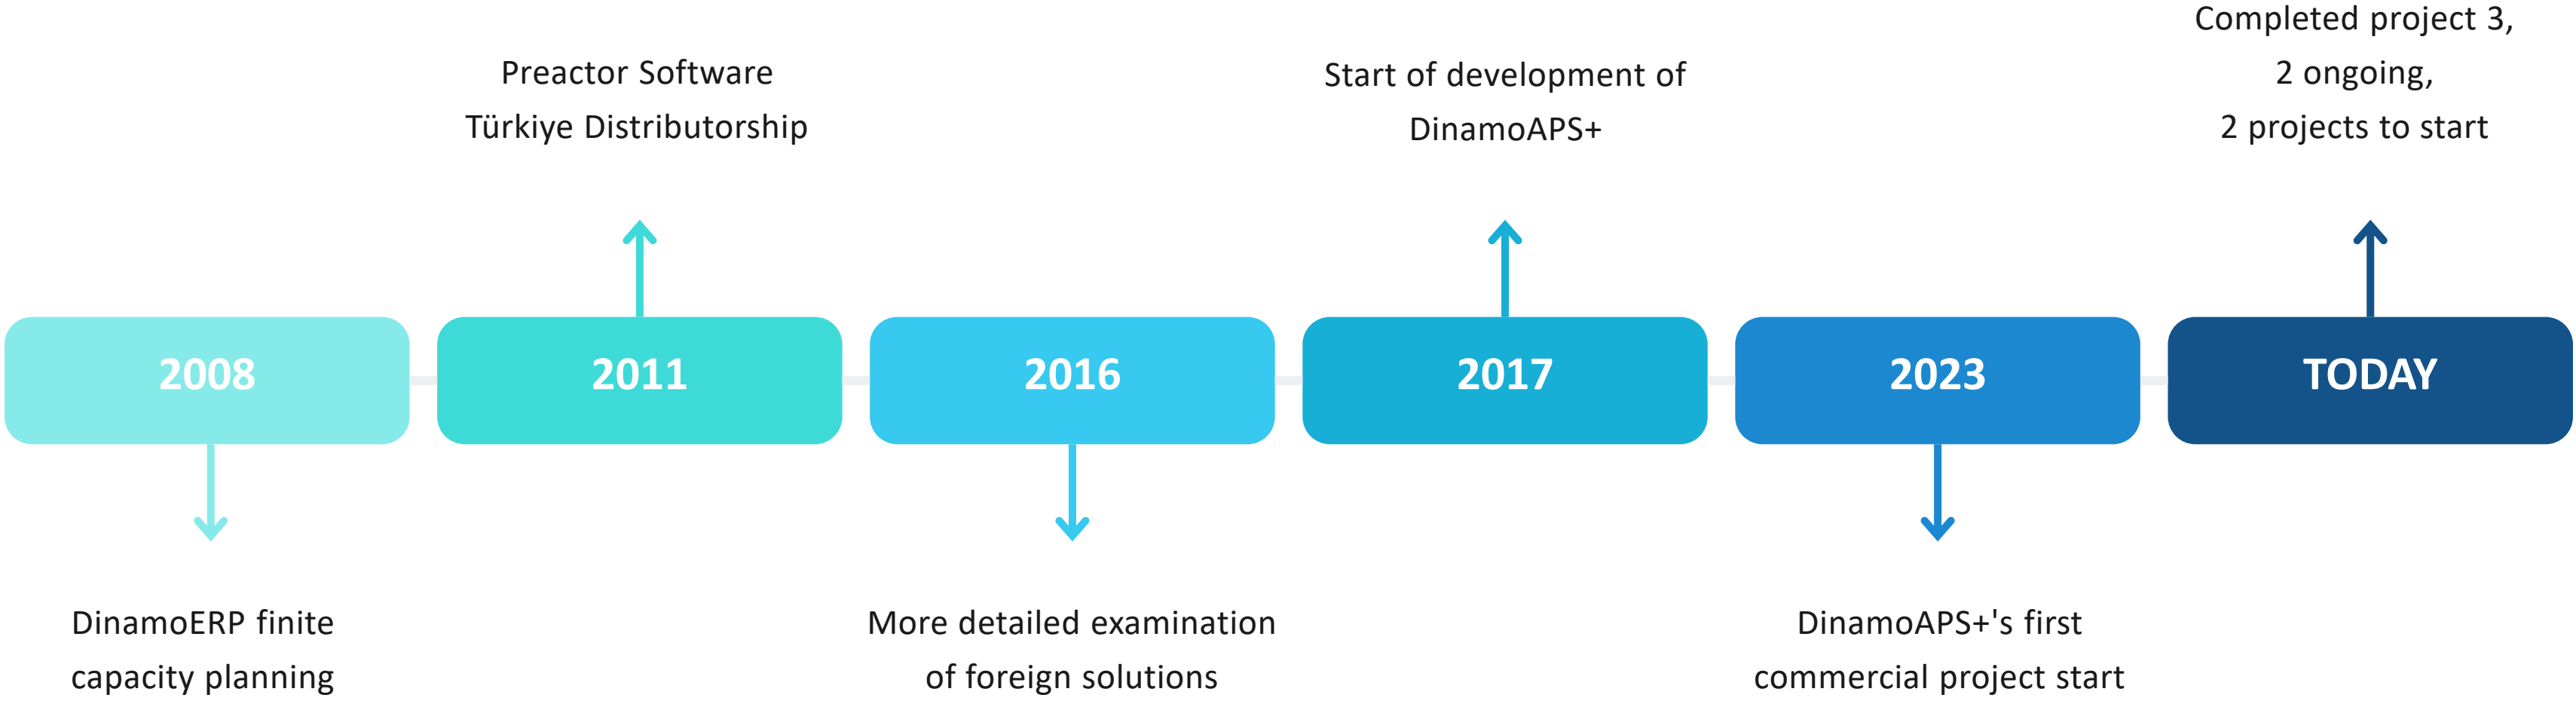 Completed project 3,
2 ongoing,
2 projects to start
Preactor Software
Türkiye Distributorship
Start of development of
DinamoAPS+
2008
2011
2016
2017
2023
TODAY
DinamoERP finite
capacity planning
More detailed examination
of foreign solutions
DinamoAPS+'s first
commercial project start